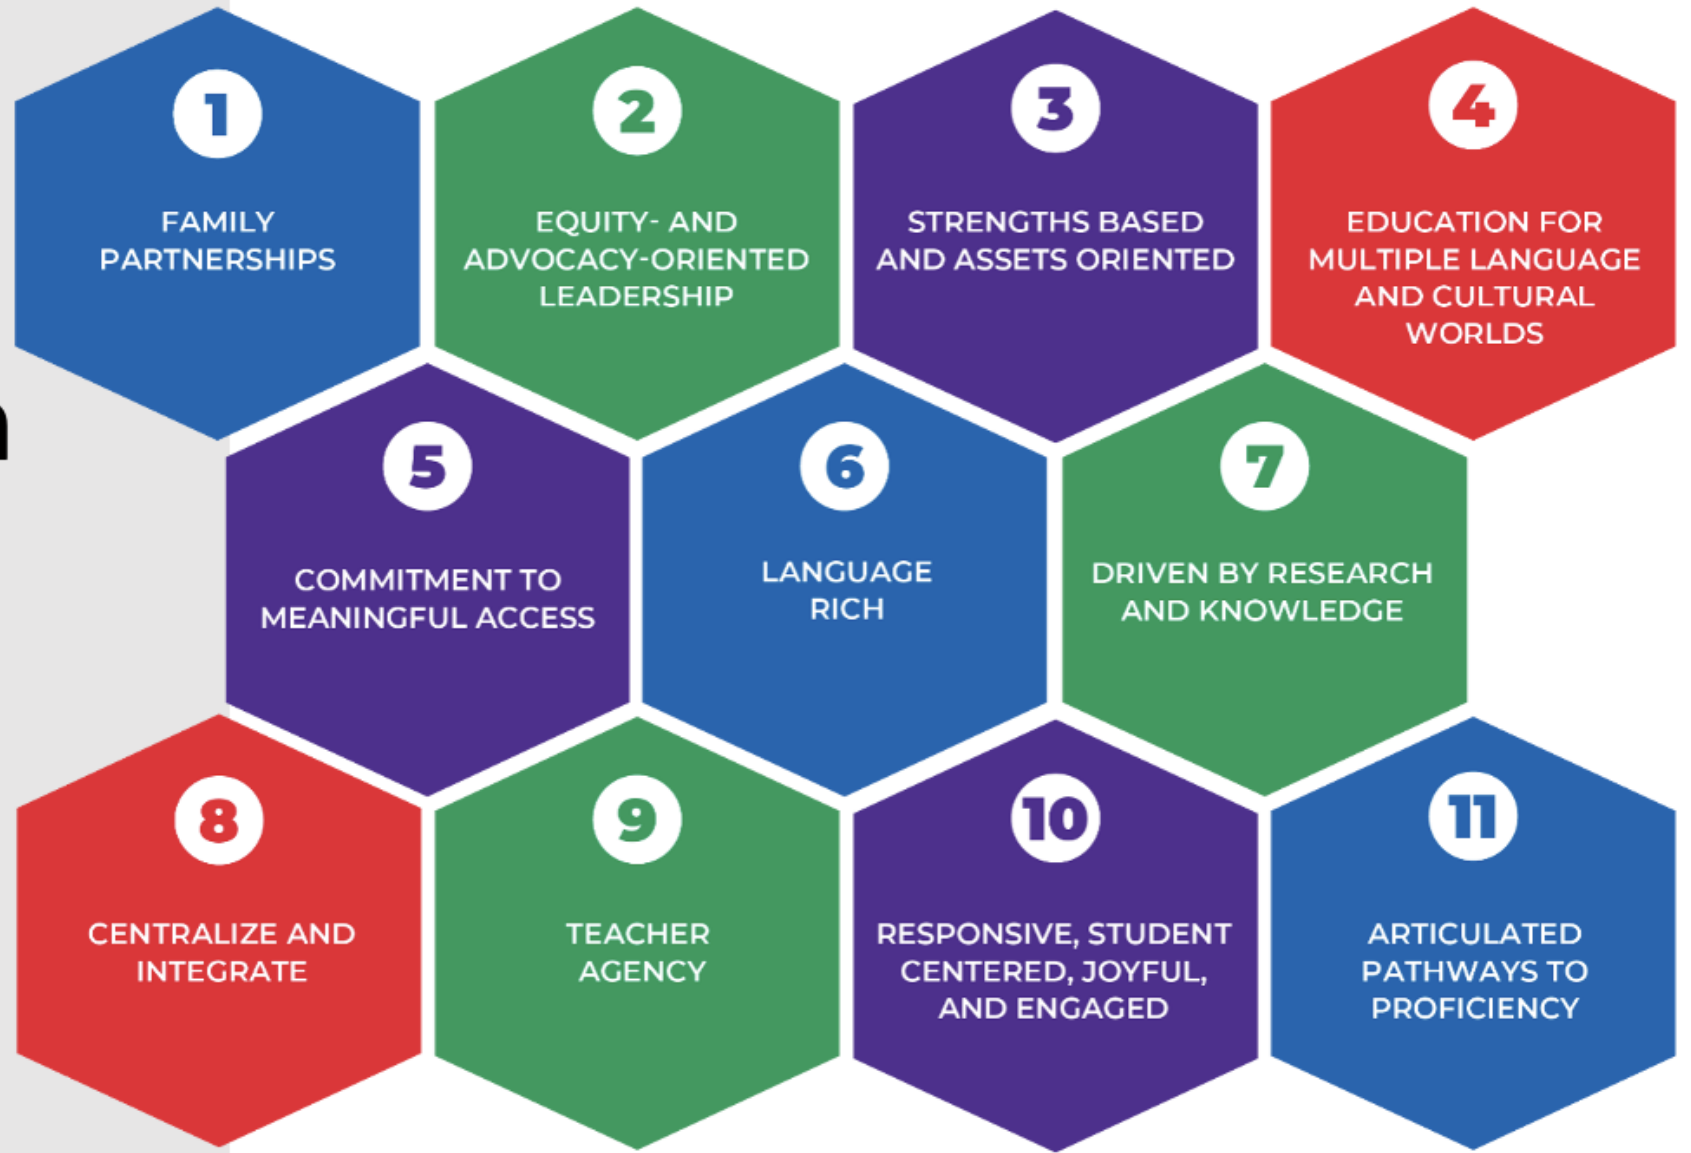 1
FAMILY
PARTNERSHIPS
2
EQUITY- AND
ADVOCACY-ORIENTED
LEADERSHIP
3
STRENGTHS BASED
AND ASSETS ORIENTED
4
EDUCATION FOR
MULTIPLE LANGUAGE
AND CULTURAL
WORLDS
5
COMMITMENT TO
MEANINGFUL ACCESS
6
LANGUAGE
RICH
7
DRIVEN BY RESEARCH
AND KNOWLEDGE
8
CENTRALIZE AND
INTEGRATE
9
TEACHER
AGENCY
10
RESPONSIVE, STUDENT
CENTERED, JOYFUL,
AND ENGAGED
11
ARTICULATED
PATHWAYS TO
PROFICIENCY